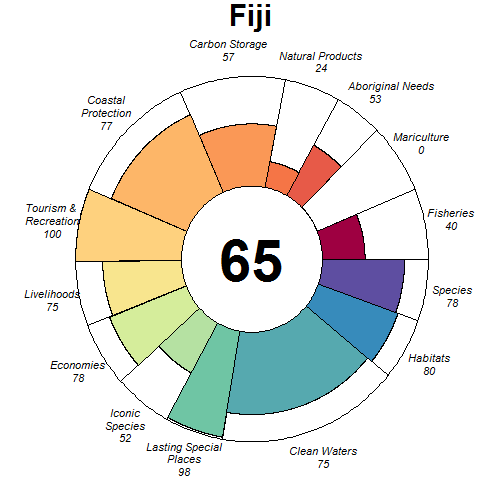 Fiji
Carbon Storage
57
Natural Products
24
Aboriginal Needs
53
Mariculture
0
Fisheries
40
Species
78
Habitats
80
Clean Waters
75
Lasting Special
Places
98
Iconic
Species
52
Economies
78
Livelihoods
75
Tourism &
Recreation
100
Coastal
Protection
77
65